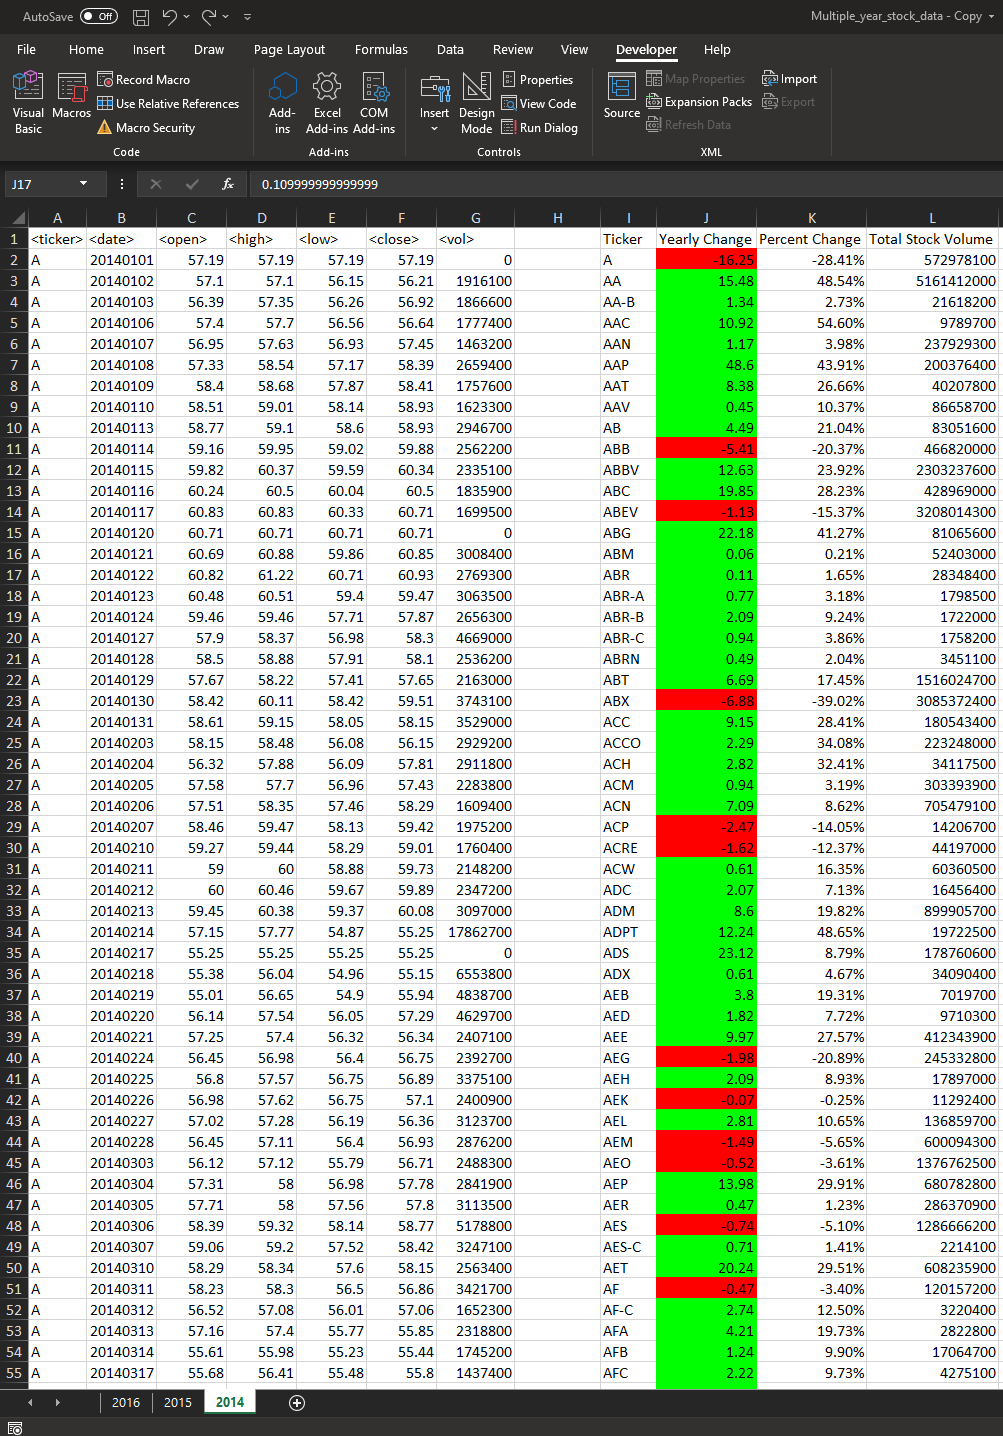 AutoSave Off Multiple_year_stock_data - Copy
File Home Insert Draw Page Layout Formulas Data Review View Developer Help
Visual Basic Macros Record Macro Use Relative References Macro Security Add-ins Excel Add-ins COM Add-ins Insert Design Mode Properties View Code Run Dialog Source Map Properties Expansion Packs Refresh Data Import Export
Code Add-ins Controls XML
J17 fx 0.109999999999999
A B C D E F G H I J K L
1 <ticker> <date> <open> <high> <low> <close> <vol> Ticker Yearly Change Percent Change Total Stock Volume
2 A 20140101 57.19 57.19 57.19 57.19 0 A -16.25 -28.41% 572978100
3 A 20140102 57.1 57.1 56.15 56.21 1916100 AA 15.48 48.54% 5161412000
4 A 20140103 56.39 57.35 56.26 56.92 1866600 AA-B 1.34 2.73% 21618200
5 A 20140106 57.4 57.7 56.56 56.64 1777400 AAC 10.92 54.60% 9789700
6 A 20140107 56.95 57.63 56.93 57.45 1463200 AAN 1.17 3.98% 237929300
7 A 20140108 57.33 58.54 57.17 58.39 2659400 AAP 48.6 43.91% 200376400
8 A 20140109 58.4 58.68 57.87 58.41 1757600 AAT 8.38 26.66% 40207800
9 A 20140110 58.51 59.01 58.14 58.93 1623300 AAV 0.45 10.37% 86658700
10 A 20140113 58.77 59.1 58.6 58.93 2946700 AB 4.49 21.04% 83051600
11 A 20140114 59.16 59.95 59.02 59.88 2562200 ABB -5.41 -20.37% 466820000
12 A 20140115 59.82 60.37 59.59 60.34 2335100 ABBV 12.63 23.92% 2303237600
13 A 20140116 60.24 60.5 60.04 60.5 1835900 ABC 19.85 28.23% 428969000
14 A 20140117 60.83 60.83 60.33 60.71 1699500 ABEV -1.13 -15.37% 3208014300
15 A 20140120 60.71 60.71 60.71 60.71 0 ABG 22.18 41.27% 81065600
16 A 20140121 60.69 60.88 59.86 60.85 3008400 ABM 0.06 0.21% 52403000
17 A 20140122 60.82 61.22 60.71 60.93 2769300 ABR 0.11 1.65% 28348400
18 A 20140123 60.48 60.51 59.4 59.47 3063500 ABR-A 0.77 3.18% 1798500
19 A 20140124 59.46 59.46 57.71 57.87 2656300 ABR-B 2.09 9.24% 1722000
20 A 20140127 57.9 58.37 56.98 58.3 4669000 ABR-C 0.94 3.86% 1758200
21 A 20140128 58.5 58.88 57.91 58.1 2536200 ABRN 0.49 2.04% 3451100
22 A 20140129 57.67 58.22 57.41 57.65 2163000 ABT 6.69 17.45% 1516024700
23 A 20140130 58.42 60.11 58.42 59.51 3743100 ABX -6.88 -39.02% 3085372400
24 A 20140131 58.61 59.15 58.05 58.15 3529000 ACC 9.15 28.41% 180543400
25 A 20140203 58.15 58.48 56.08 56.15 2929200 ACCO 2.29 34.08% 223248000
26 A 20140204 56.32 57.88 56.09 57.81 2911800 ACH 2.82 32.41% 34117500
27 A 20140205 57.58 57.7 56.96 57.43 2283800 ACM 0.94 3.19% 303393900
28 A 20140206 57.51 58.35 57.46 58.29 1609400 ACN 7.09 8.62% 705479100
29 A 20140207 58.46 59.47 58.13 59.42 1975200 ACP -2.47 -14.05% 14206700
30 A 20140210 59.27 59.44 58.29 59.01 1760400 ACRE -1.62 -12.37% 44197000
31 A 20140211 59 60 58.88 59.73 2148200 ACW 0.61 16.35% 60360500
32 A 20140212 60 60.46 59.67 59.89 2347200 ADC 2.07 7.13% 16456400
33 A 20140213 59.45 60.38 59.37 60.08 3097000 ADM 8.6 19.82% 899905700
34 A 20140214 57.15 57.77 54.87 55.25 17862700 ADPT 12.24 48.65% 19722500
35 A 20140217 55.25 55.25 55.25 55.25 0 ADS 23.12 8.79% 178760600
36 A 20140218 55.38 56.04 54.96 55.15 6553800 ADX 0.61 4.67% 34090400
37 A 20140219 55.01 56.65 54.9 55.94 4838700 AEB 3.8 19.31% 7019700
38 A 20140220 56.14 57.54 56.05 57.29 4629700 AED 1.82 7.72% 9710300
39 A 20140221 57.25 57.4 56.32 56.34 2407100 AEE 9.97 27.57% 412343900
40 A 20140224 56.45 56.98 56.4 56.75 2392700 AEG -1.98 -20.89% 245332800
41 A 20140225 56.8 57.57 56.75 56.89 3375100 AEH 2.09 8.93% 17897000
42 A 20140226 56.98 57.62 56.75 57.1 2400900 AEK -0.07 -0.25% 11292400
43 A 20140227 57.02 57.28 56.19 56.36 3123700 AEL 2.81 10.65% 136859700
44 A 20140228 56.45 57.11 56.4 56.93 2876200 AEM -1.49 -5.65% 600094300
45 A 20140303 56.12 57.12 55.79 56.71 2488300 AEO -0.52 -3.61% 1376762500
46 A 20140304 57.31 58 56.98 57.78 2841900 AEP 13.98 29.91% 680782800
47 A 20140305 57.71 58 57.56 57.8 3113500 AER 0.47 1.23% 286370900
48 A 20140306 58.39 59.32 58.14 58.77 5178800 AES -0.74 -5.10% 1286666200
49 A 20140307 59.06 59.2 57.52 58.42 3247100 AES-C 0.71 1.41% 2214100
50 A 20140310 58.29 58.34 57.6 58.15 2563400 AET 20.24 29.51% 608235900
51 A 20140311 58.23 58.3 56.5 56.86 3421700 AF -0.47 -3.40% 120157200
52 A 20140312 56.52 57.08 56.01 57.06 1652300 AF-C 2.74 12.50% 3220400
53 A 20140313 57.16 57.4 55.77 55.85 2318800 AFA 4.21 19.73% 2822800
54 A 20140314 55.61 55.98 55.23 55.44 1745200 AFB 1.24 9.90% 17064700
55 A 20140317 55.68 56.41 55.48 55.8 1437400 AFC 2.22 9.73% 4275100
2016 2015 2014